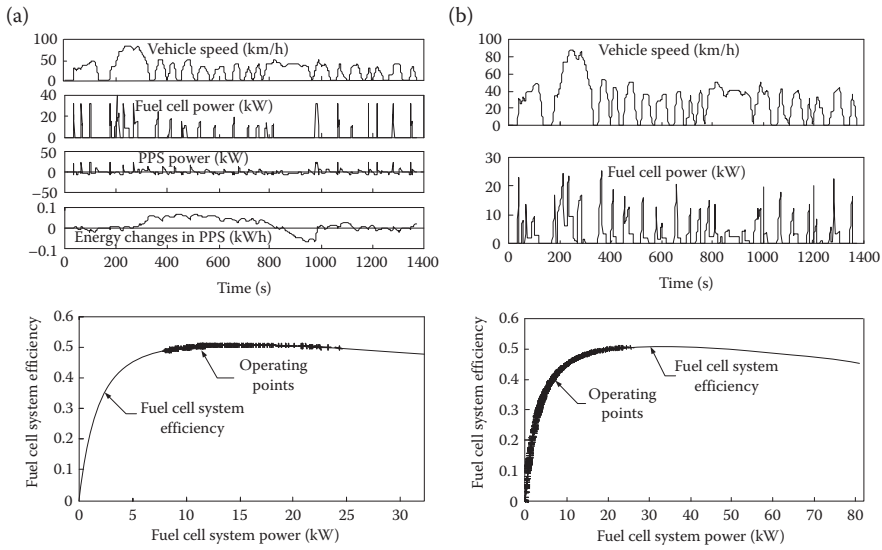 (a)
100
50
0
Vehicle speed (km/h)
40
20
0
Fuel cell power (kW)
50
0
−50
PPS power (kW)
0.1
0
−0.1
Energy changes in PPS (kWh)
0 200 400 600 800 1000 1200 1400
Time (s)
0.6
0.5
0.4
0.3
0.2
0.1
0
Fuel cell system efficiency
Operating
points
Fuel cell system
efficiency
0 5 10 15 20 25 30
Fuel cell system power (kW)
(b)
100
80
60
40
20
0
Vehicle speed (km/h)
30
20
10
0
Fuel cell power (kW)
0 200 400 600 800 1000 1200 1400
Time (s)
0.6
0.5
0.4
0.3
0.2
0.1
0
Fuel cell system efficiency
Fuel cell system
efficiency
Operating
points
0 10 20 30 40 50 60 70 80
Fuel cell system power (kW)